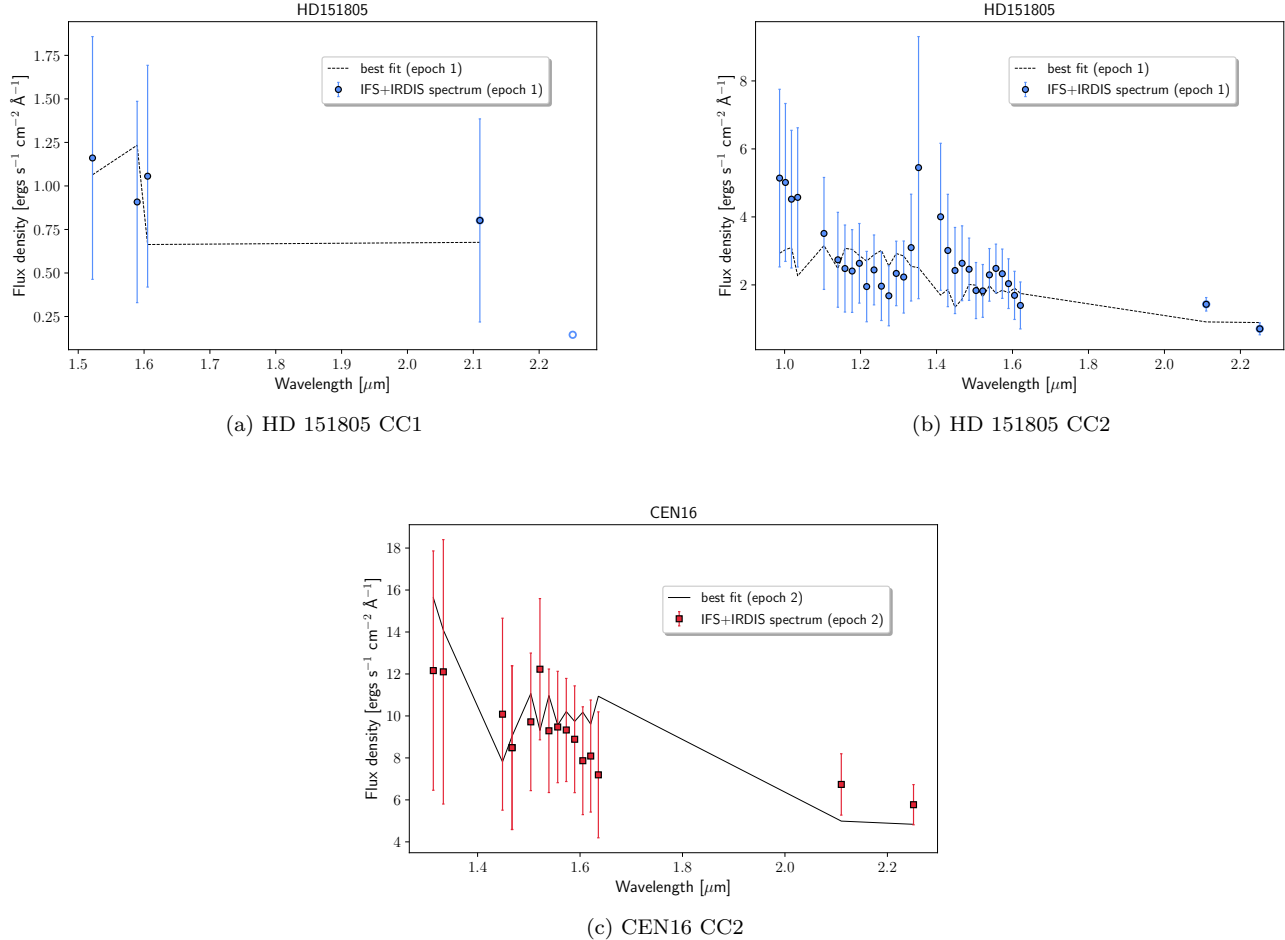 HD151805
Flux density [ergs s⁻¹ cm⁻² Å⁻¹]
1.75
1.50
1.25
1.00
0.75
0.50
0.25
best fit (epoch 1)
IFS+IRDIS spectrum (epoch 1)
1.5 1.6 1.7 1.8 1.9 2.0 2.1 2.2
Wavelength [μm]
(a) HD 151805 CC1
HD151805
Flux density [ergs s⁻¹ cm⁻² Å⁻¹]
8
6
4
2
best fit (epoch 1)
IFS+IRDIS spectrum (epoch 1)
1.0 1.2 1.4 1.6 1.8 2.0 2.2
Wavelength [μm]
(b) HD 151805 CC2
CEN16
Flux density [ergs s⁻¹ cm⁻² Å⁻¹]
18
16
14
12
10
8
6
4
best fit (epoch 2)
IFS+IRDIS spectrum (epoch 2)
1.4 1.6 1.8 2.0 2.2
Wavelength [μm]
(c) CEN16 CC2